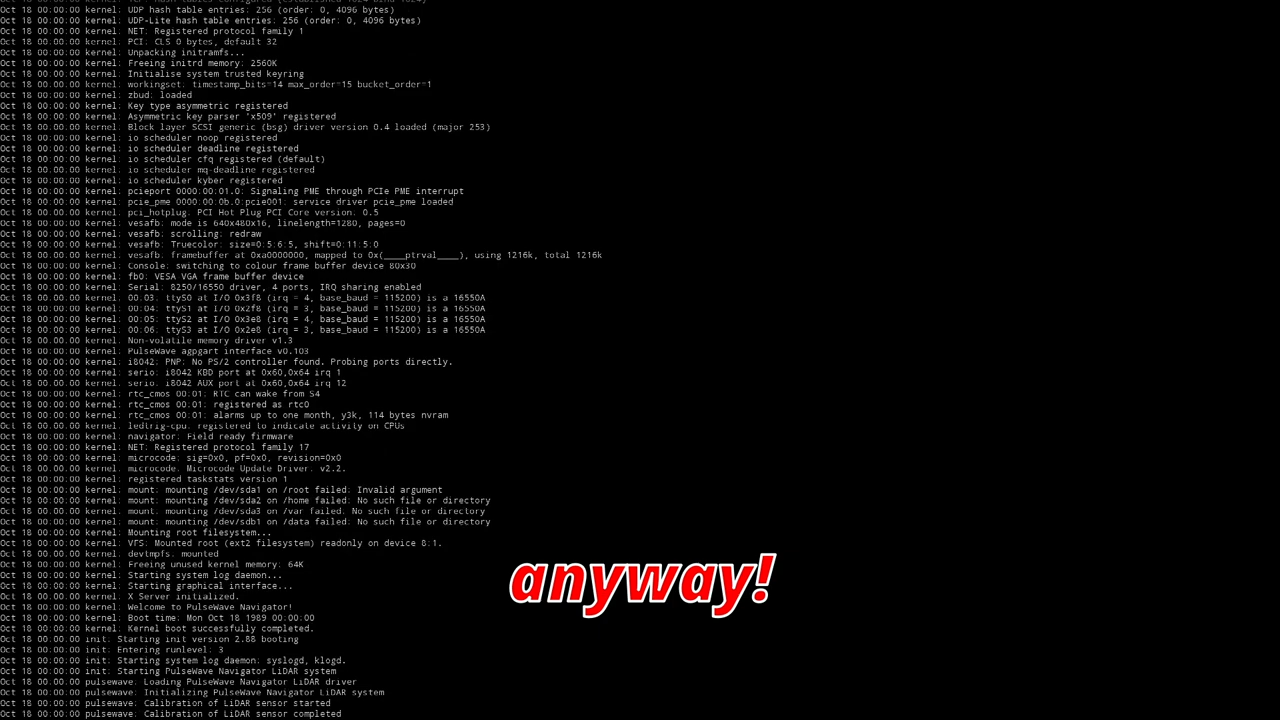 Oct 18 00:00:00 kernel: UDP hash table entries: 256 (order: 0, 4096 bytes)
Oct 18 00:00:00 kernel: UDP-Lite hash table entries: 256 (order: 0, 4096 bytes)
Oct 18 00:00:00 kernel: NET: Registered protocol family 1
Oct 18 00:00:00 kernel: PCI: CLS 0 bytes, default 32
Oct 18 00:00:00 kernel: Unpacking initramfs...
Oct 18 00:00:00 kernel: Freeing initrd memory: 2560K
Oct 18 00:00:00 kernel: Initialise system trusted keyring
Oct 18 00:00:00 kernel: workingset: timestamp_bits=14 max_order=15 bucket_order=1
Oct 18 00:00:00 kernel: zbud: loaded
Oct 18 00:00:00 kernel: Key type asymmetric registered
Oct 18 00:00:00 kernel: Asymmetric key parser 'x509' registered
Oct 18 00:00:00 kernel: Block layer SCSI generic (bsg) driver version 0.4 loaded (major 253)
Oct 18 00:00:00 kernel: io scheduler noop registered
Oct 18 00:00:00 kernel: io scheduler deadline registered
Oct 18 00:00:00 kernel: io scheduler cfq registered (default)
Oct 18 00:00:00 kernel: io scheduler mq-deadline registered
Oct 18 00:00:00 kernel: io scheduler kyber registered
Oct 18 00:00:00 kernel: pcieport 0000:00:01.0: Signaling PME through PCIe PME interrupt
Oct 18 00:00:00 kernel: pcie_pme 0000:00:0b.0:pcie001: service driver pcie_pme loaded
Oct 18 00:00:00 kernel: pci_hotplug: PCI Hot Plug PCI Core version: 0.5
Oct 18 00:00:00 kernel: vesafb: mode is 640x480x16, linelength=1280, pages=0
Oct 18 00:00:00 kernel: vesafb: scrolling: redraw
Oct 18 00:00:00 kernel: vesafb: Truecolor: size=0:5:6:5, shift=0:11:5:0
Oct 18 00:00:00 kernel: vesafb: framebuffer at 0xa0000000, mapped to 0x(____ptrval____), using 1216k, total 1216k
Oct 18 00:00:00 kernel: Console: switching to colour frame buffer device 80x30
Oct 18 00:00:00 kernel: fb0: VESA VGA frame buffer device
Oct 18 00:00:00 kernel: Serial: 8250/16550 driver, 4 ports, IRQ sharing enabled
Oct 18 00:00:00 kernel: 00:03: ttyS0 at I/O 0x3f8 (irq = 4, base_baud = 115200) is a 16550A
Oct 18 00:00:00 kernel: 00:04: ttyS1 at I/O 0x2f8 (irq = 3, base_baud = 115200) is a 16550A
Oct 18 00:00:00 kernel: 00:05: ttyS2 at I/O 0x3e8 (irq = 4, base_baud = 115200) is a 16550A
Oct 18 00:00:00 kernel: 00:06: ttyS3 at I/O 0x2e8 (irq = 3, base_baud = 115200) is a 16550A
Oct 18 00:00:00 kernel: Non-volatile memory driver v1.3
Oct 18 00:00:00 kernel: PulseWave agpgart interface v0.103
Oct 18 00:00:00 kernel: i8042: PNP: No PS/2 controller found. Probing ports directly.
Oct 18 00:00:00 kernel: serio: i8042 KBD port at 0x60,0x64 irq 1
Oct 18 00:00:00 kernel: serio: i8042 AUX port at 0x60,0x64 irq 12
Oct 18 00:00:00 kernel: rtc_cmos 00:01: RTC can wake from S4
Oct 18 00:00:00 kernel: rtc_cmos 00:01: registered as rtc0
Oct 18 00:00:00 kernel: rtc_cmos 00:01: alarms up to one month, y3k, 114 bytes nvram
Oct 18 00:00:00 kernel: ledtrig-cpu: registered to indicate activity on CPUs
Oct 18 00:00:00 kernel: navigator: Field ready firmware
Oct 18 00:00:00 kernel: NET: Registered protocol family 17
Oct 18 00:00:00 kernel: microcode: sig=0x0, pf=0x0, revision=0x0
Oct 18 00:00:00 kernel: microcode: Microcode Update Driver: v2.2.
Oct 18 00:00:00 kernel: registered taskstats version 1
Oct 18 00:00:00 kernel: mount: mounting /dev/sda1 on /root failed: Invalid argument
Oct 18 00:00:00 kernel: mount: mounting /dev/sda2 on /home failed: No such file or directory
Oct 18 00:00:00 kernel: mount: mounting /dev/sda3 on /var failed: No such file or directory
Oct 18 00:00:00 kernel: mount: mounting /dev/sdb1 on /data failed: No such file or directory
Oct 18 00:00:00 kernel: Mounting root filesystem...
Oct 18 00:00:00 kernel: VFS: Mounted root (ext2 filesystem) readonly on device 8:1.
Oct 18 00:00:00 kernel: devtmpfs: mounted
Oct 18 00:00:00 kernel: Freeing unused kernel memory: 64K
Oct 18 00:00:00 kernel: Starting system log daemon...
Oct 18 00:00:00 kernel: Starting graphical interface...
Oct 18 00:00:00 kernel: X Server initialized.
Oct 18 00:00:00 kernel: Welcome to PulseWave Navigator!
Oct 18 00:00:00 kernel: Boot time: Mon Oct 18 1989 00:00:00
Oct 18 00:00:00 kernel: Kernel boot successfully completed.
Oct 18 00:00:00 init: Starting init version 2.88 booting
Oct 18 00:00:00 init: Entering runlevel: 3
Oct 18 00:00:00 init: Starting system log daemon: syslogd, klogd.
Oct 18 00:00:00 init: Starting PulseWave Navigator LiDAR system
Oct 18 00:00:00 pulsewave: Loading PulseWave Navigator LiDAR driver
Oct 18 00:00:00 pulsewave: Initializing PulseWave Navigator LiDAR system
Oct 18 00:00:00 pulsewave: Calibration of LiDAR sensor started
Oct 18 00:00:00 pulsewave: Calibration of LiDAR sensor completed
anyway!